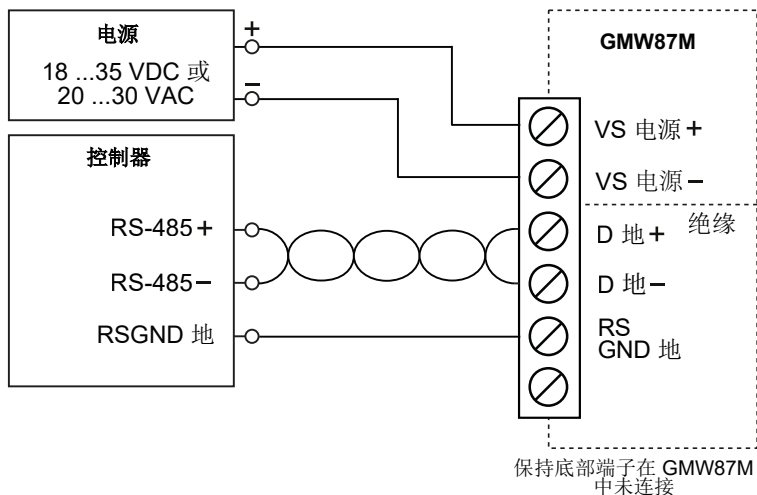 电源
18 ...35 VDC 或
20 ...30 VAC
+
−
控制器
RS-485+
RS-485−
RSGND 地
GMW87M
VS 电源+
VS 电源−
D 地+
绝缘
D 地−
RS
GND 地
保持底部端子在 GMW87M
中未连接